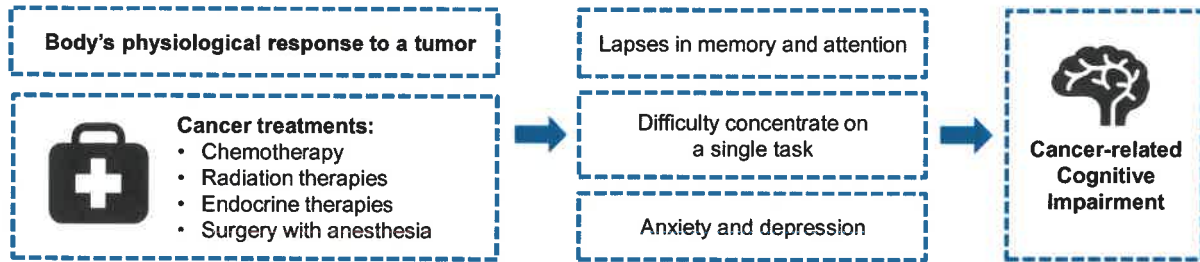 Body's physiological response to a tumor
Cancer treatments:
• Chemotherapy
• Radiation therapies
• Endocrine therapies
• Surgery with anesthesia
Lapses in memory and attention
Difficulty concentrate on
a single task
Anxiety and depression
Cancer-related
Cognitive
Impairment